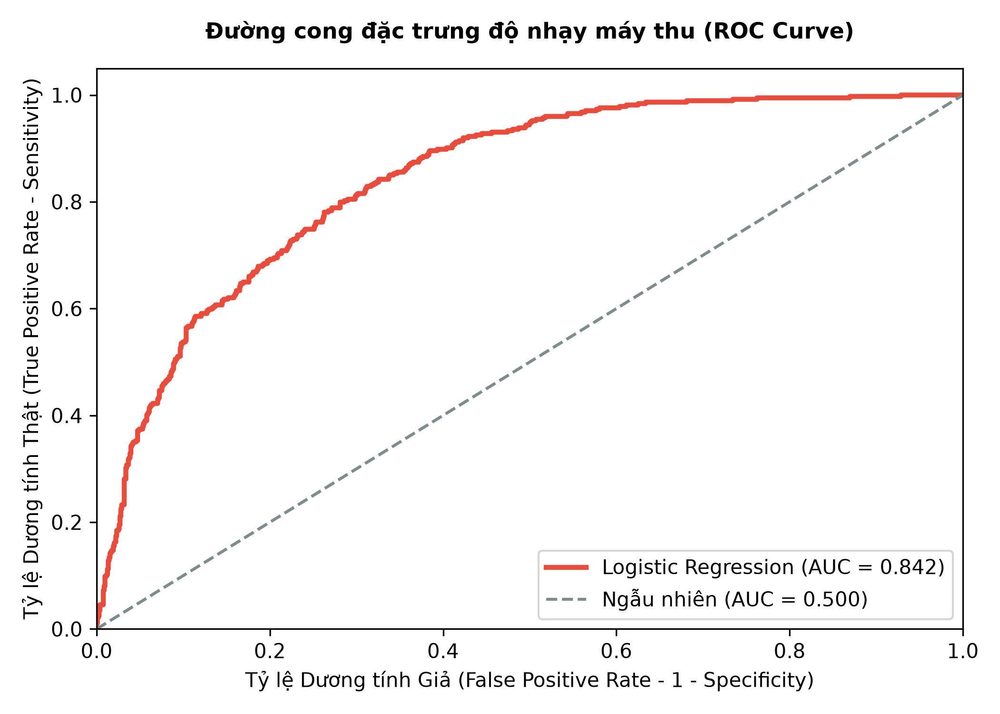 Đường cong đặc trưng độ nhạy máy thu (ROC Curve)
Tỷ lệ Dương tính Thật (True Positive Rate - Sensitivity)
1.0
0.8
0.6
0.4
0.2
0.0
0.0 0.2 0.4 0.6 0.8 1.0
Tỷ lệ Dương tính Giả (False Positive Rate - 1 - Specificity)
Logistic Regression (AUC = 0.842)
Ngẫu nhiên (AUC = 0.500)